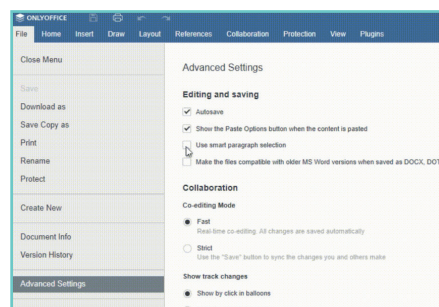 ONLYOFFICE
File Home Insert Draw Layout References Collaboration Protection View Plugins
Close Menu
Save
Download as
Save Copy as
Print
Rename
Protect
Create New
Document Info
Version History
Advanced Settings
Advanced Settings
Editing and saving
Autosave
Show the Paste Options button when the content is pasted
Use smart paragraph selection
Make the files compatible with older MS Word versions when saved as DOCX, DOT
Collaboration
Co-editing Mode
Fast
Real-time co-editing. All changes are saved automatically
Strict
Use the "Save" button to sync the changes you and others make
Show track changes
Show by click in balloons